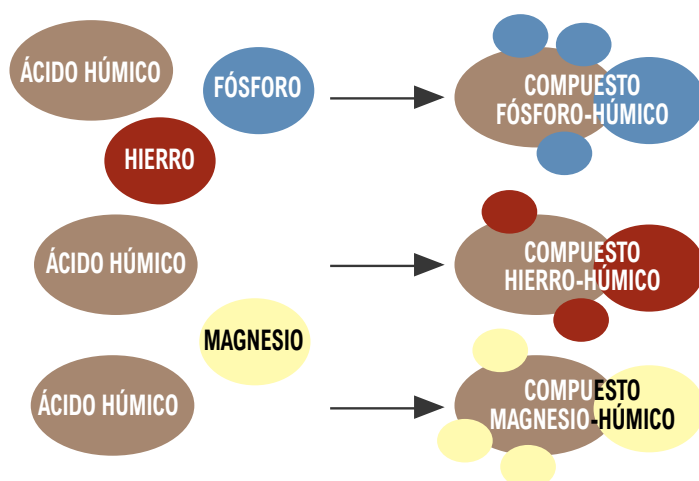 ÁCIDO HÚMICO
FÓSFORO
COMPUESTO
FÓSFORO-HÚMICO
HIERRO
ÁCIDO HÚMICO
COMPUESTO
HIERRO-HÚMICO
MAGNESIO
ÁCIDO HÚMICO
COMPUESTO
MAGNESIO-HÚMICO